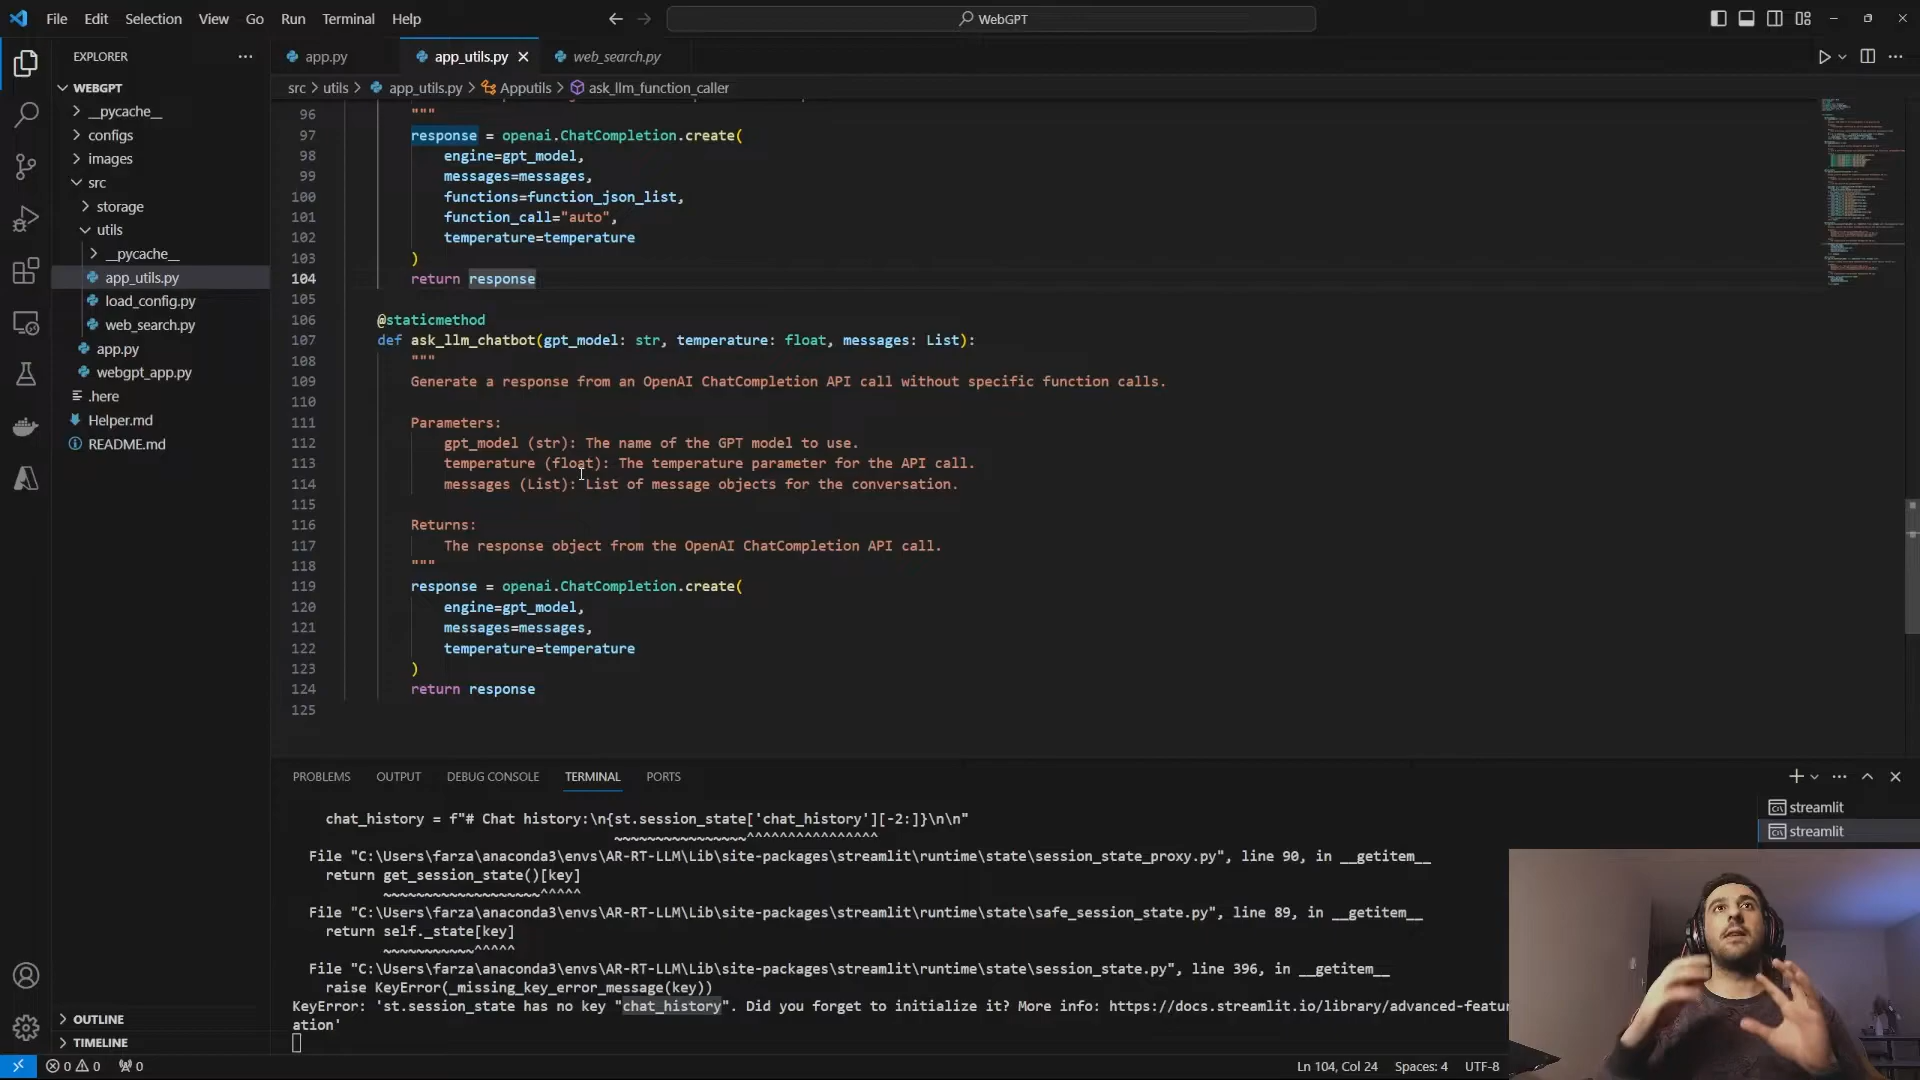 File Edit Selection View Go Run Terminal Help
WebGPT
EXPLORER
WEBGPT
__pycache__
configs
images
src
storage
utils
__pycache__
app_utils.py
load_config.py
web_search.py
app.py
webgpt_app.py
.here
Helper.md
README.md
OUTLINE
TIMELINE
app.py
app_utils.py
web_search.py
src > utils > app_utils.py > Apputils > ask_llm_function_caller
96 """
97 response = openai.ChatCompletion.create(
98 engine=gpt_model,
99 messages=messages,
100 functions=function_json_list,
101 function_call="auto",
102 temperature=temperature
103 )
104 return response
105
106 @staticmethod
107 def ask_llm_chatbot(gpt_model: str, temperature: float, messages: List):
108 """
109 Generate a response from an OpenAI ChatCompletion API call without specific function calls.
110
111 Parameters:
112 gpt_model (str): The name of the GPT model to use.
113 temperature (float): The temperature parameter for the API call.
114 messages (List): List of message objects for the conversation.
115
116 Returns:
117 The response object from the OpenAI ChatCompletion API call.
118 """
119 response = openai.ChatCompletion.create(
120 engine=gpt_model,
121 messages=messages,
122 temperature=temperature
123 )
124 return response
125
PROBLEMS OUTPUT DEBUG CONSOLE TERMINAL PORTS
streamlit
streamlit
chat_history = f"# Chat history:\n{st.session_state['chat_history'][-2:]}\n\n"
~~~~~~~~~~~~~~~~^^^^^^^^^^^^^^^^
File "C:\Users\farza\anaconda3\envs\AR-RT-LLM\Lib\site-packages\streamlit\runtime\state\session_state_proxy.py", line 90, in __getitem__
return get_session_state()[key]
~~~~~~~~~~~~~~~~~~~^^^^^
File "C:\Users\farza\anaconda3\envs\AR-RT-LLM\Lib\site-packages\streamlit\runtime\state\safe_session_state.py", line 89, in __getitem__
return self._state[key]
~~~~~~~~~~~^^^^^
File "C:\Users\farza\anaconda3\envs\AR-RT-LLM\Lib\site-packages\streamlit\runtime\state\session_state.py", line 396, in __getitem__
raise KeyError(_missing_key_error_message(key))
KeyError: 'st.session_state has no key "chat_history". Did you forget to initialize it? More info: https://docs.streamlit.io/library/advanced-featur
ation'
0 0 0
Ln 104, Col 24 Spaces: 4 UTF-8